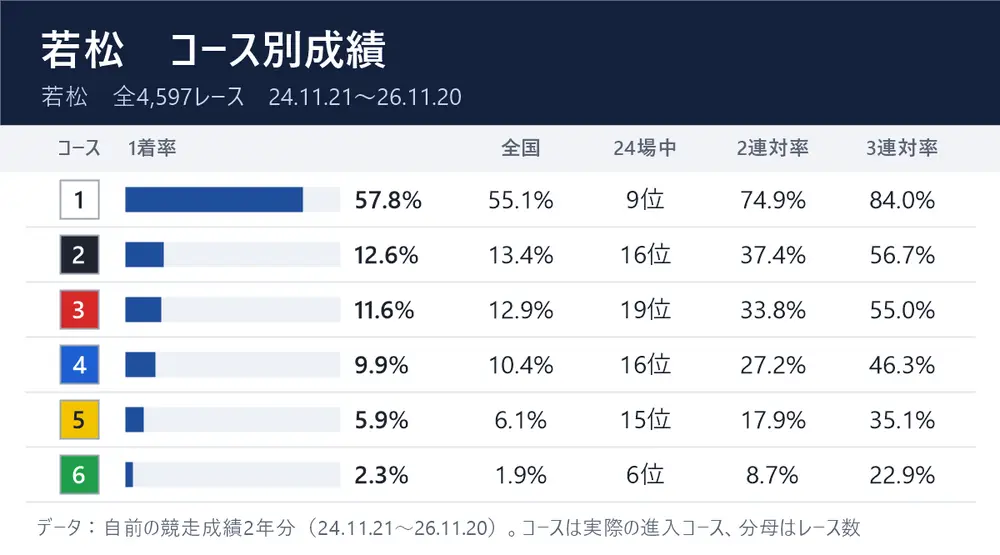 若松　コース別成績
若松　全4,597レース　24.11.21～26.11.20
コース　1着率　全国　24場中　2連対率　3連対率
1　57.8%　55.1%　9位　74.9%　84.0%
2　12.6%　13.4%　16位　37.4%　56.7%
3　11.6%　12.9%　19位　33.8%　55.0%
4　9.9%　10.4%　16位　27.2%　46.3%
5　5.9%　6.1%　15位　17.9%　35.1%
6　2.3%　1.9%　6位　8.7%　22.9%
データ：自前の競走成績2年分（24.11.21～26.11.20）。コースは実際の進入コース、分母はレース数